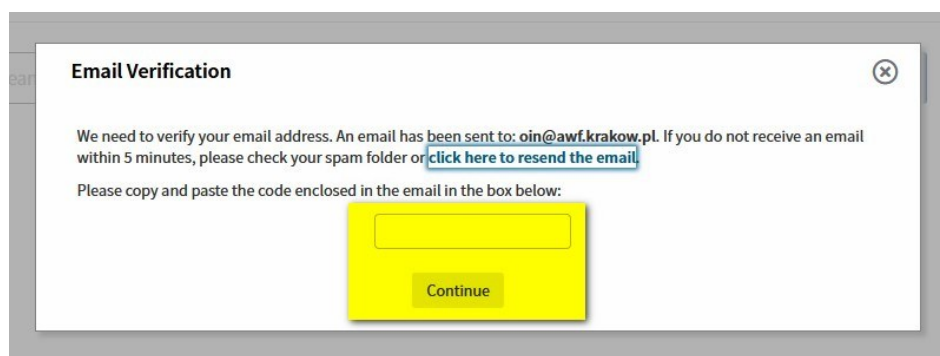 Email Verification
ear
We need to verify your email address. An email has been sent to: oin@awf.krakow.pl. If you do not receive an email
within 5 minutes, please check your spam folder or click here to resend the email.
Please copy and paste the code enclosed in the email in the box below:
Continue